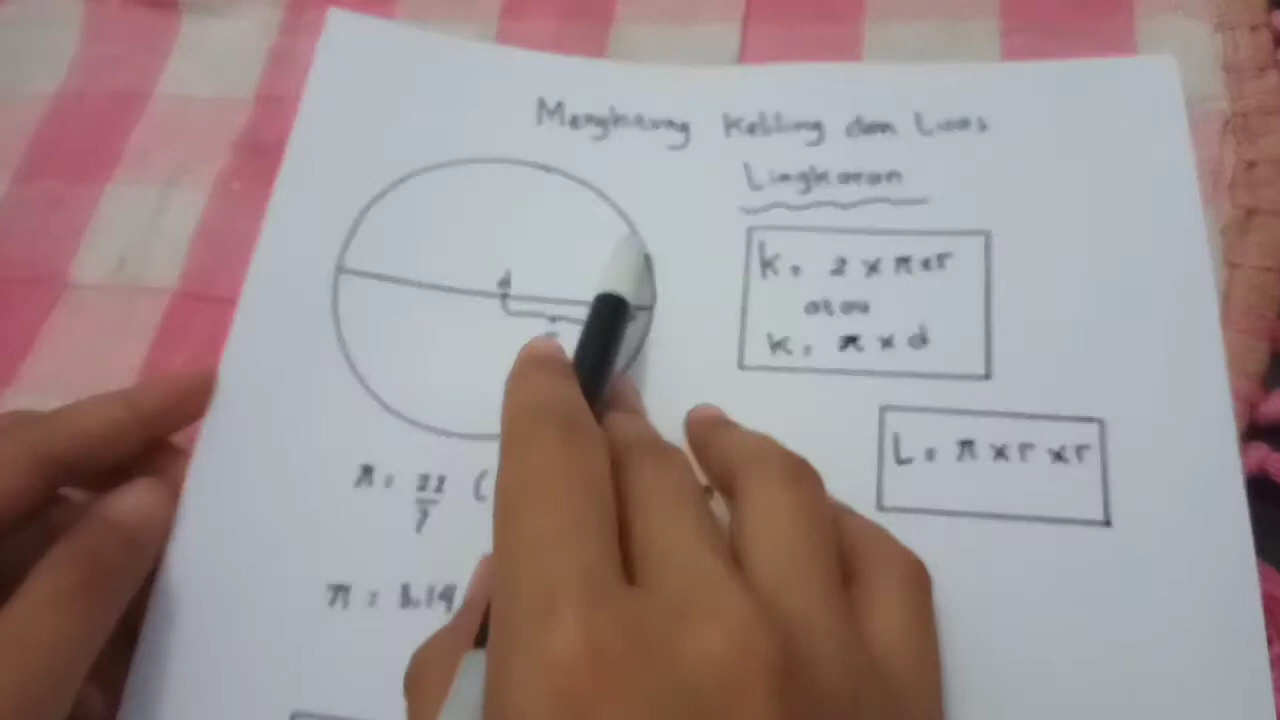 Menghitung Keliling dan Luas
Lingkaran
d
r
K = 2 x π x r
atau
K = π x d
L = π x r x r
π = 22/7 (
π = 3.14